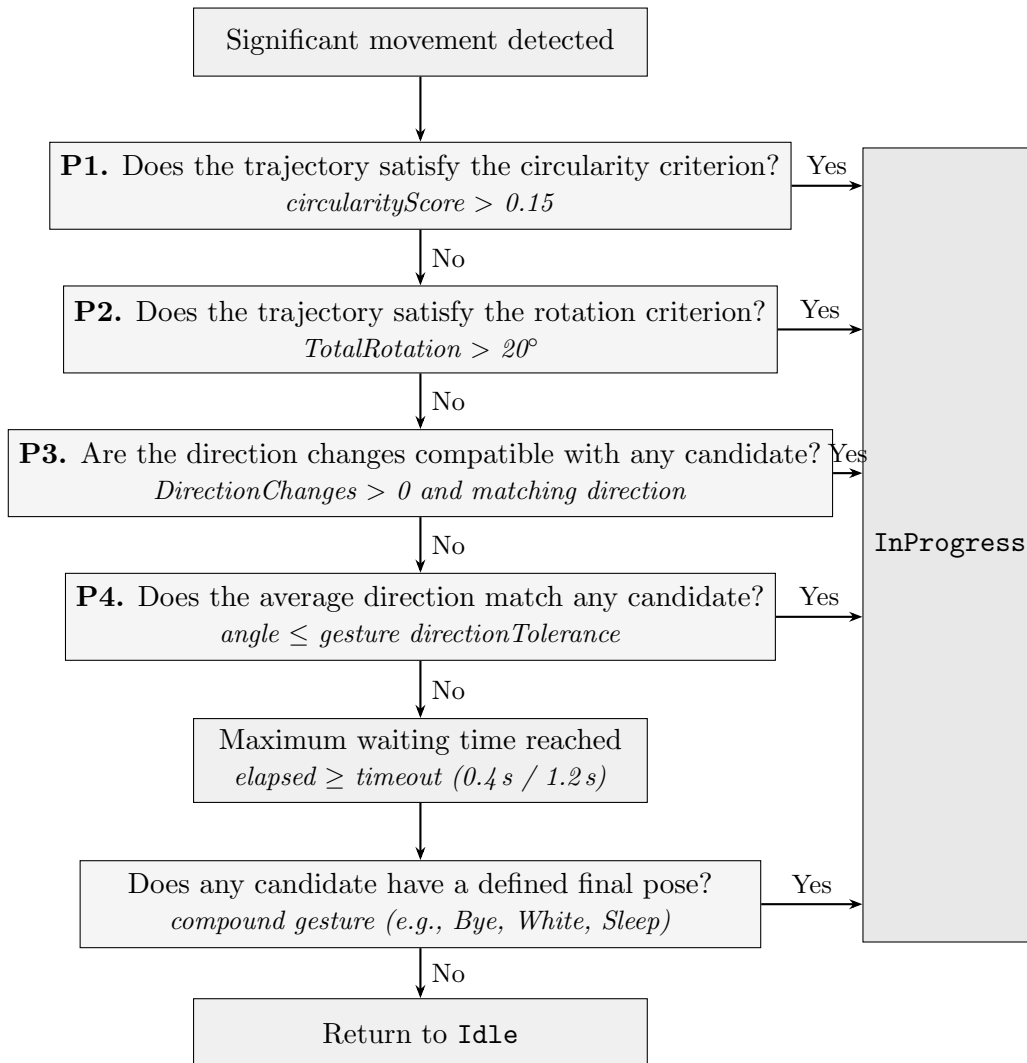 Significant movement detected
P1. Does the trajectory satisfy the circularity criterion?
circularityScore > 0.15
Yes
No
P2. Does the trajectory satisfy the rotation criterion?
TotalRotation > 20°
Yes
No
P3. Are the direction changes compatible with any candidate?
DirectionChanges > 0 and matching direction
Yes
InProgress
No
P4. Does the average direction match any candidate?
angle ≤ gesture directionTolerance
Yes
No
Maximum waiting time reached
elapsed ≥ timeout (0.4 s / 1.2 s)
Does any candidate have a defined final pose?
compound gesture (e.g., Bye, White, Sleep)
Yes
No
Return to Idle